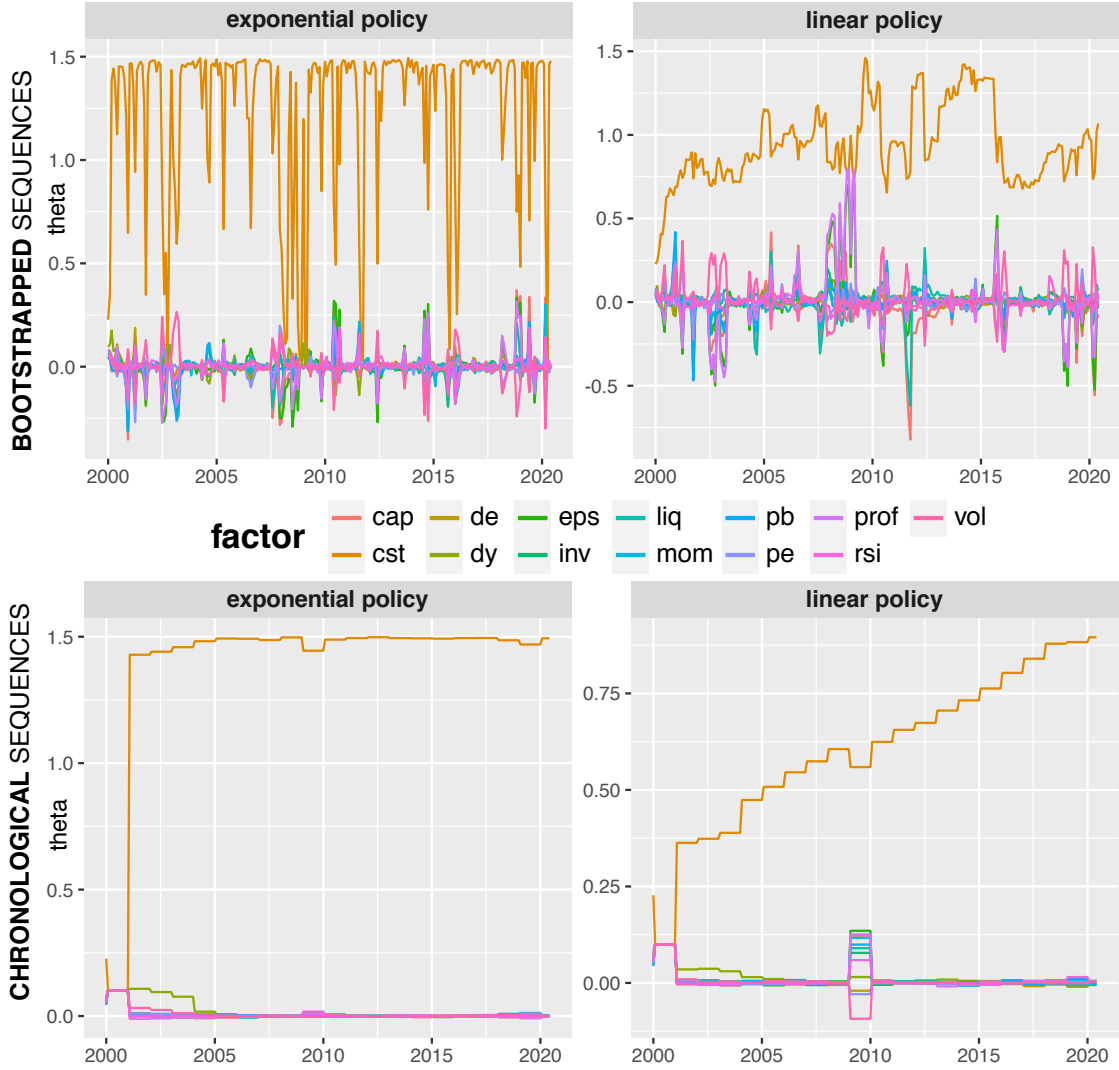 exponential policy
linear policy
BOOTSTRAPPED SEQUENCES
theta
1.5
1.0
0.5
0.0
2000 2005 2010 2015 2020
1.5
1.0
0.5
0.0
-0.5
2000 2005 2010 2015 2020
factor
cap de eps liq pb prof vol
cst dy inv mom pe rsi
exponential policy
linear policy
CHRONOLOGICAL SEQUENCES
theta
1.5
1.0
0.5
0.0
2000 2005 2010 2015 2020
0.75
0.50
0.25
0.00
2000 2005 2010 2015 2020